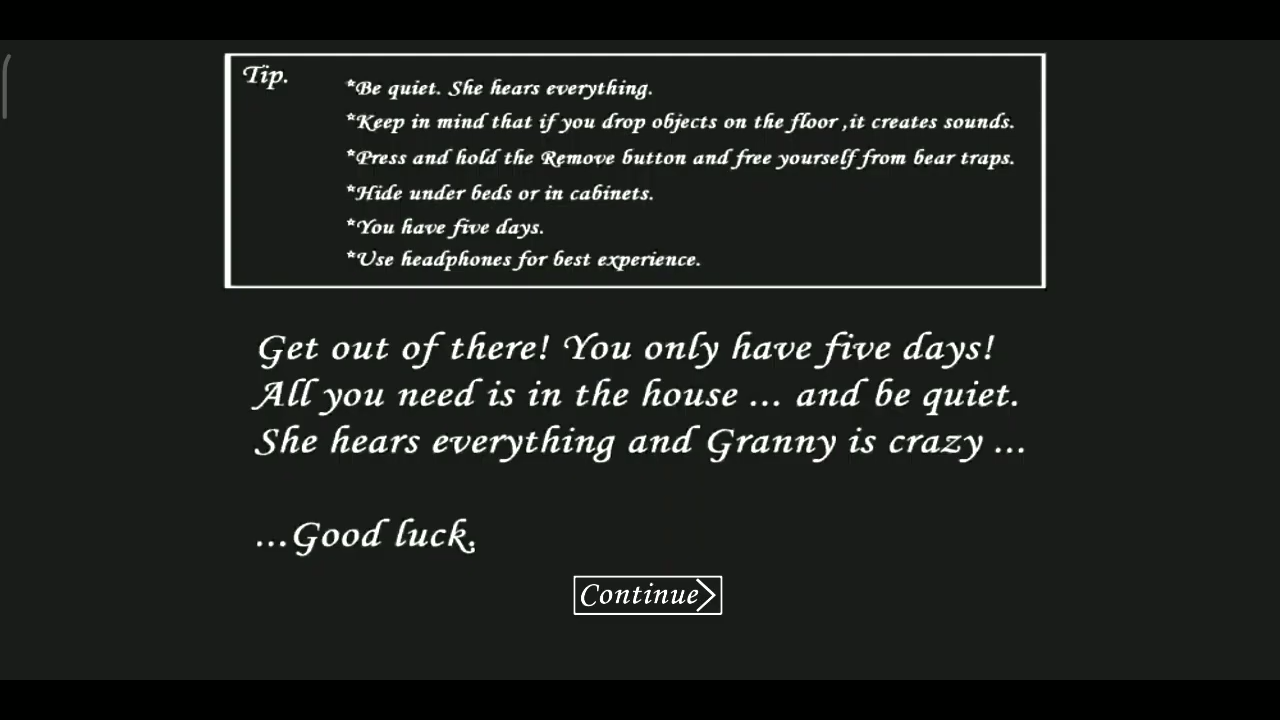 Tip.
*Be quiet. She hears everything.
*Keep in mind that if you drop objects on the floor ,it creates sounds.
*Press and hold the Remove button and free yourself from bear traps.
*Hide under beds or in cabinets.
*You have five days.
*Use headphones for best experience.
Get out of there! You only have five days!
All you need is in the house ... and be quiet.
She hears everything and Granny is crazy ...
...Good luck.
Continue>